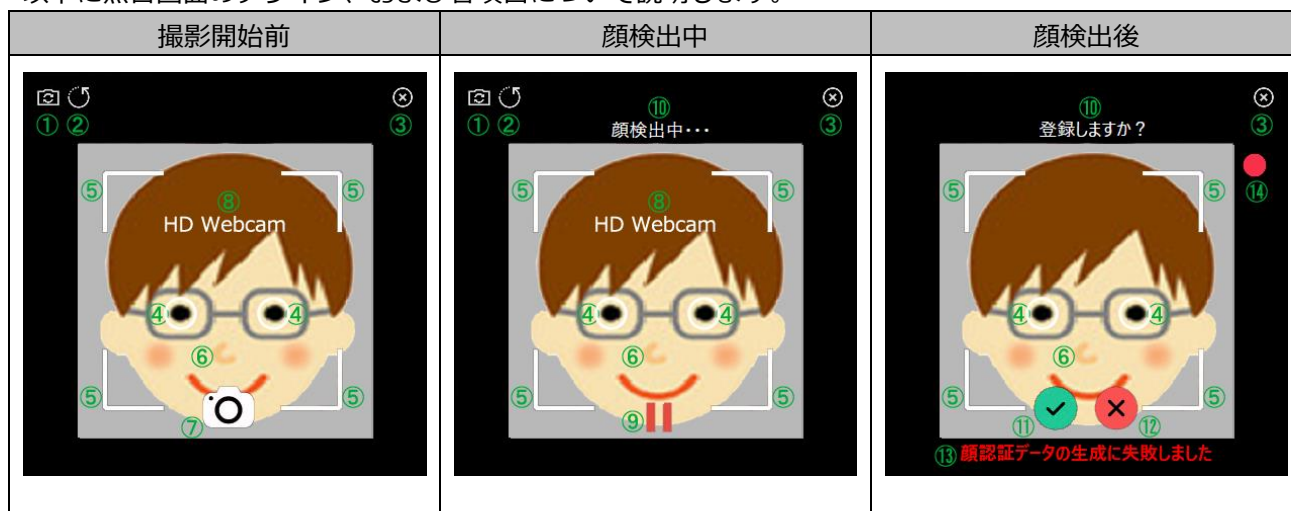 以下に照合画面のデザイン、および各項目について説明します。
撮影開始前 顔検出中 顔検出後
① ② ③
⑤ ⑤
⑧
HD Webcam
④ ④
⑥
⑤ ⑤
⑦
① ② ⑩ ③
顔検出中・・・
⑤ ⑤
⑧
HD Webcam
④ ④
⑥
⑤ ⑤
⑨
⑩ ③
登録しますか？
⑤ ⑤ ⑭
④ ④
⑥
⑤ ⑤
⑪ ⑫
⑬ 顔認証データの生成に失敗しました